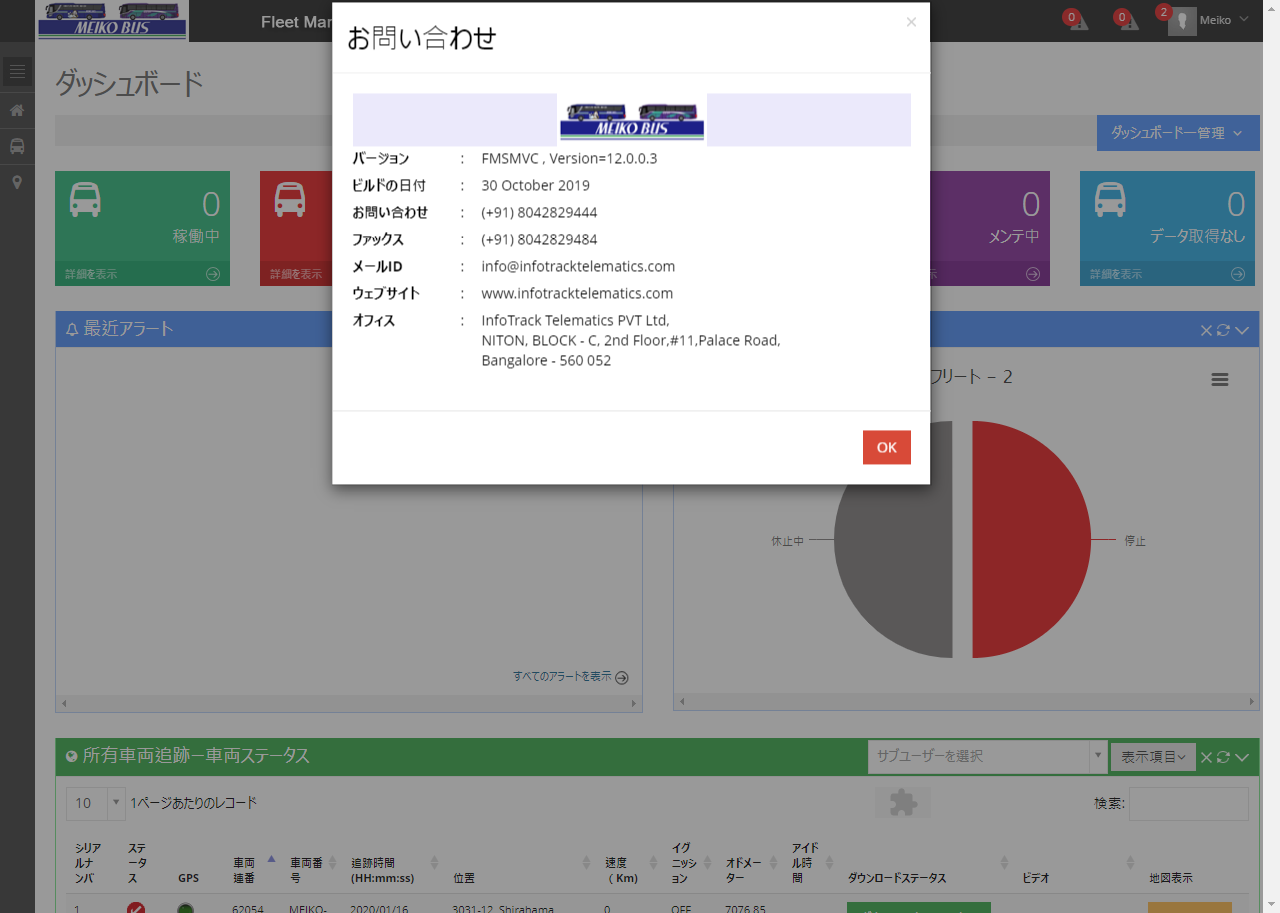 MEIKO BUS
Fleet Mar
0
0
2
Meiko
お問い合わせ
×
ダッシュボード
ダッシュボードー管理
MEIKO BUS
バージョン : FMSMVC , Version=12.0.0.3
ビルドの日付 : 30 October 2019
お問い合わせ : (+91) 8042829444
ファックス : (+91) 8042829484
メールID : info@infotracktelematics.com
ウェブサイト : www.infotracktelematics.com
オフィス : InfoTrack Telematics PVT Ltd,
NITON, BLOCK - C, 2nd Floor,#11,Palace Road,
Bangalore - 560 052
OK
0
稼働中
詳細を表示
詳細を表示
0
メンテ中
示
0
データ取得なし
詳細を表示
最近アラート
フリート – 2
休止中
停止
すべてのアラートを表示
所有車両追跡ー車両ステータス
サブユーザーを選択
表示項目
10
1ページあたりのレコード
検索:
シリアルナンバ ステータス GPS 車両連番 車両番号 追跡時間 (HH:mm:ss) 位置 速度 ( Km) イグニッション オドメーター アイドル時間 ダウンロードステータス ビデオ 地図表示
1 62054 MEIKO- 2020/01/16 3031-12, Shirahama 0 OFF 7076.85